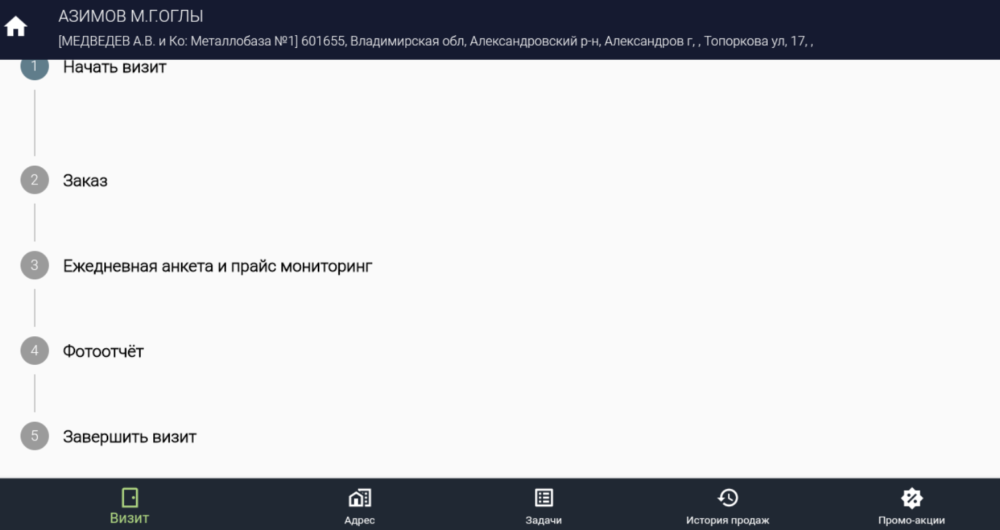 АЗИМОВ М.Г.ОГЛЫ
[МЕДВЕДЕВ А.В. и Ко: Металлобаза №1] 601655, Владимирская обл, Александровский р-н, Александров г, , Топоркова ул, 17, ,
1 Начать визит
2 Заказ
3 Ежедневная анкета и прайс мониторинг
4 Фотоотчёт
5 Завершить визит
Визит Адрес Задачи История продаж Промо-акции